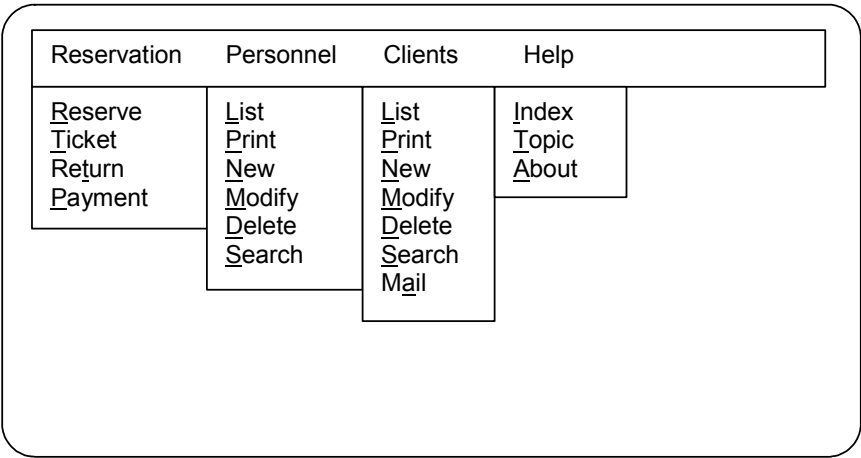 Reservation Personnel Clients Help
Reserve
Ticket
Return
Payment
List
Print
New
Modify
Delete
Search
List
Print
New
Modify
Delete
Search
Mail
Index
Topic
About